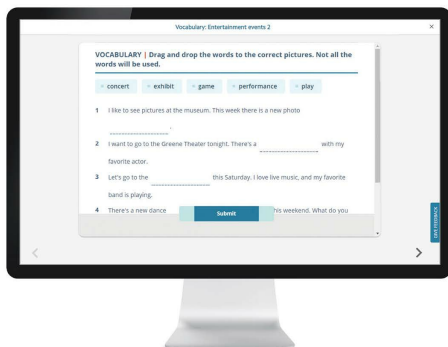 Vocabulary: Entertainment events 2
×
VOCABULARY | Drag and drop the words to the correct pictures. Not all the
words will be used.
concert exhibit game performance play
1 I like to see pictures at the museum. This week there is a new photo
.
2 I want to go to the Greene Theater tonight. There's a with my
favorite actor.
3 Let's go to the this Saturday. I love live music, and my favorite
band is playing.
4 There's a new dance Submit his weekend. What do you
GIVE FEEDBACK